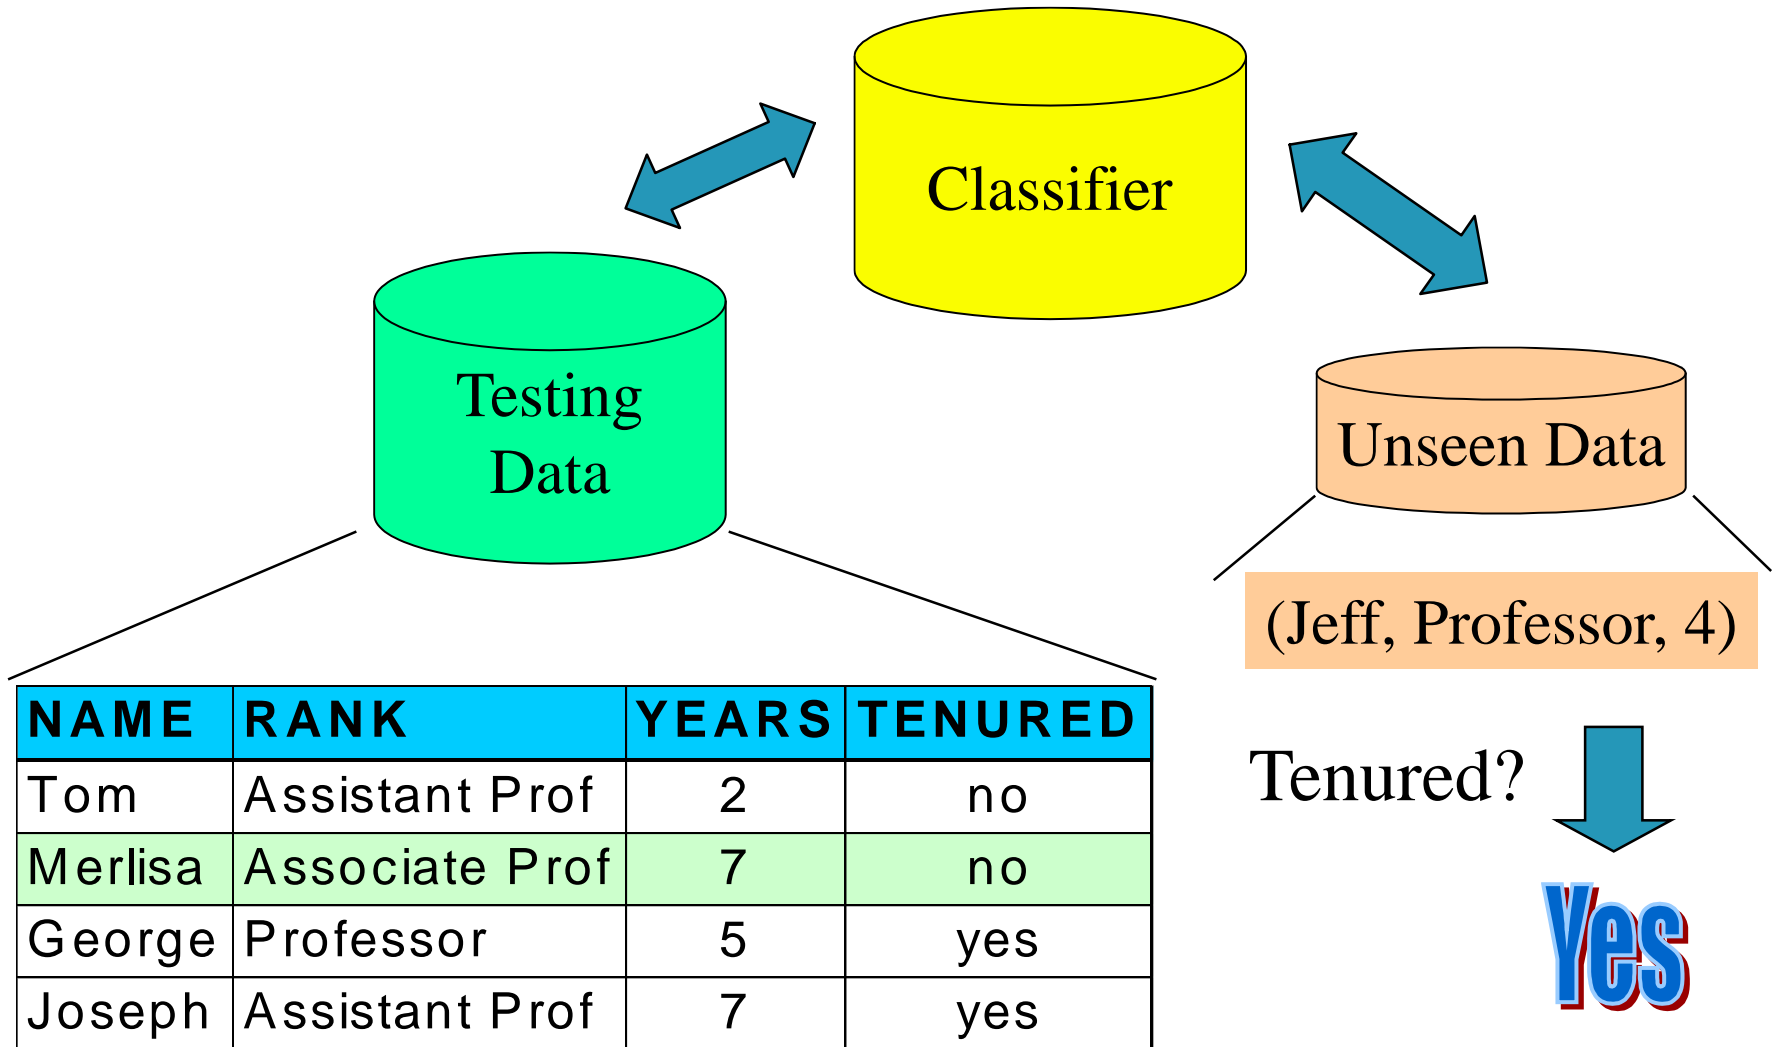 Classifier
Testing
Data
Unseen Data
(Jeff, Professor, 4)
NAME RANK YEARS TENURED
Tom Assistant Prof 2 no
Merlisa Associate Prof 7 no
George Professor 5 yes
Joseph Assistant Prof 7 yes
Tenured?
Yes